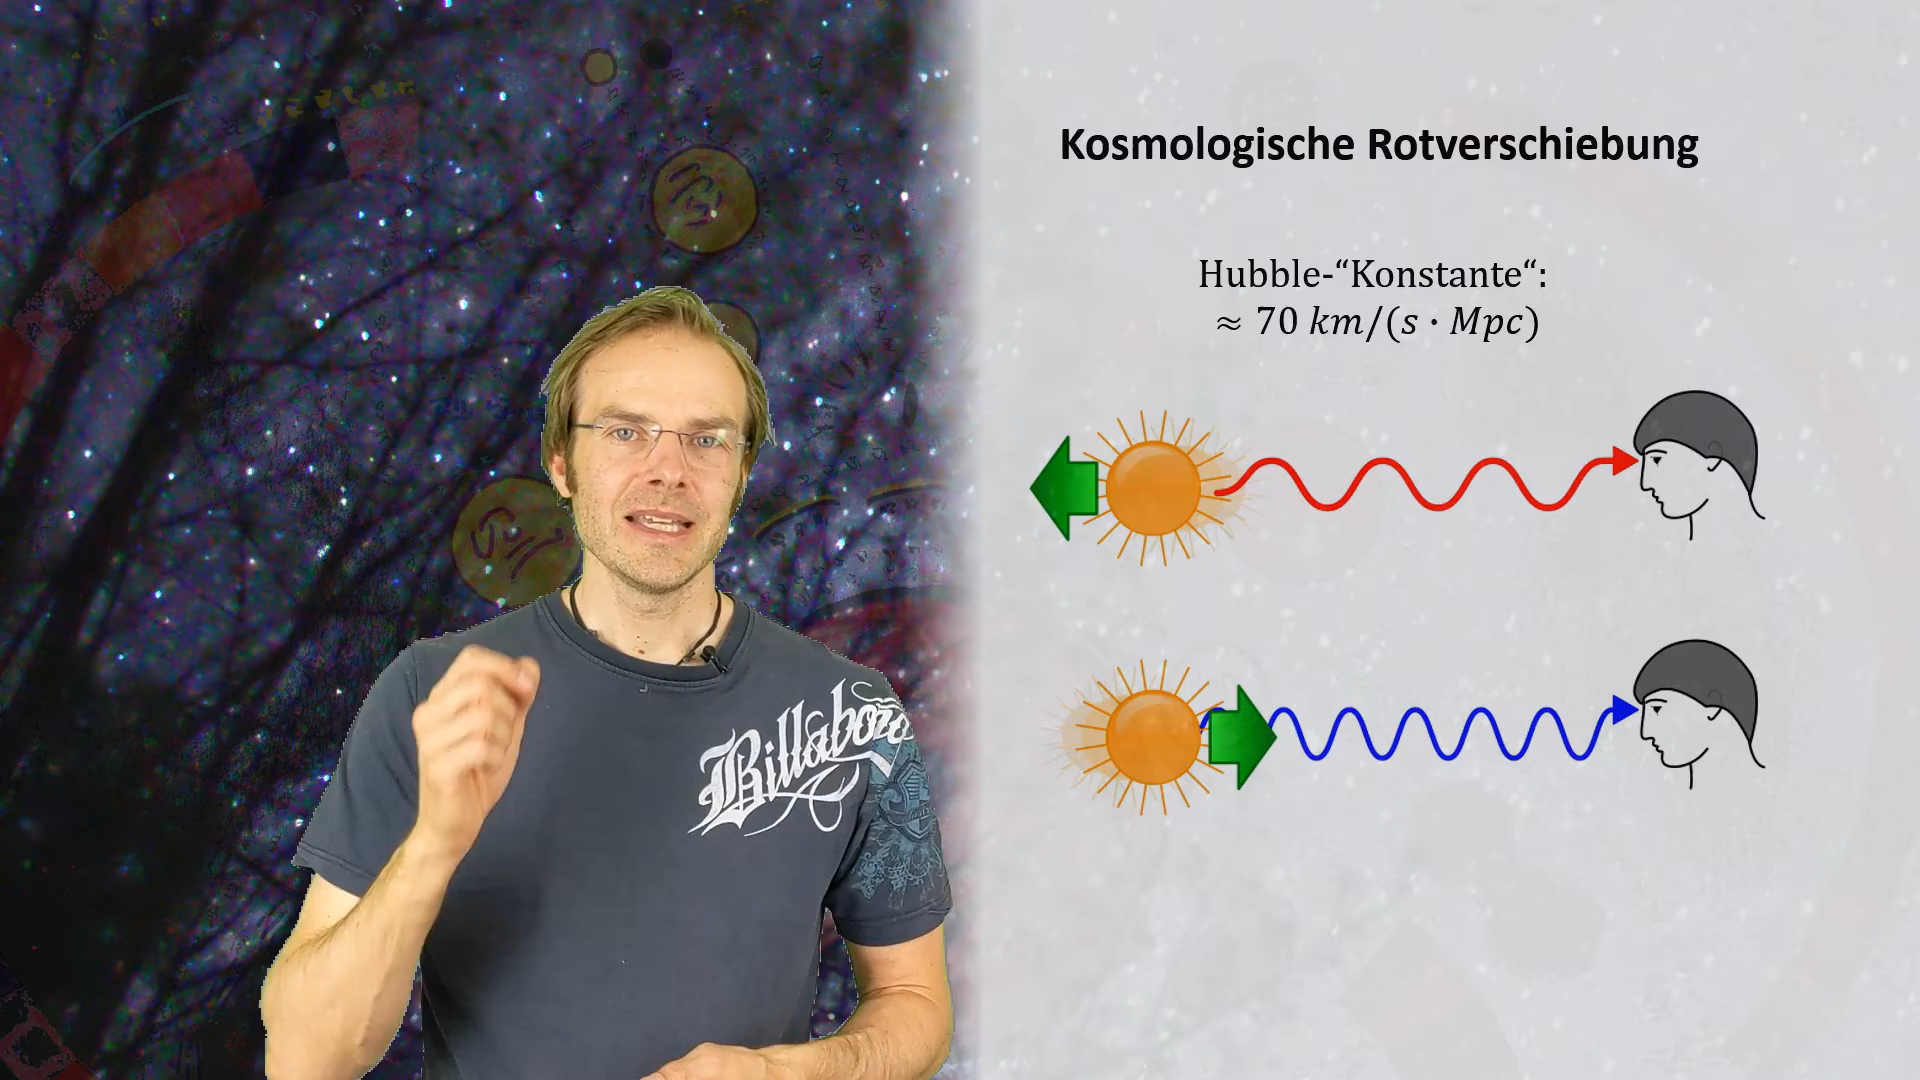 Kosmologische Rotverschiebung
Hubble-“Konstante“:
≈ 70 km/(s · Mpc)
Billabong